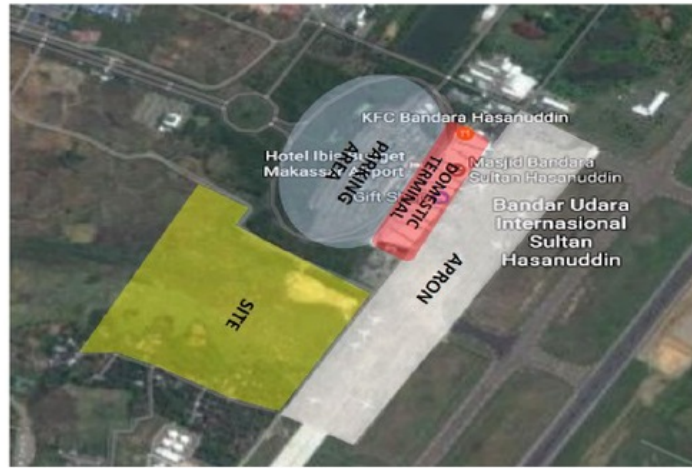 KFC Bandara Hasanuddin
PARKING
AREA
Hotel Ibis Budget
Makassar Airport
DOMESTIC
TERMINAL
Masjid Bandara
Sultan Hasanuddin
Gift
Bandar Udara
Internasional
Sultan
Hasanuddin
APRON
SITE